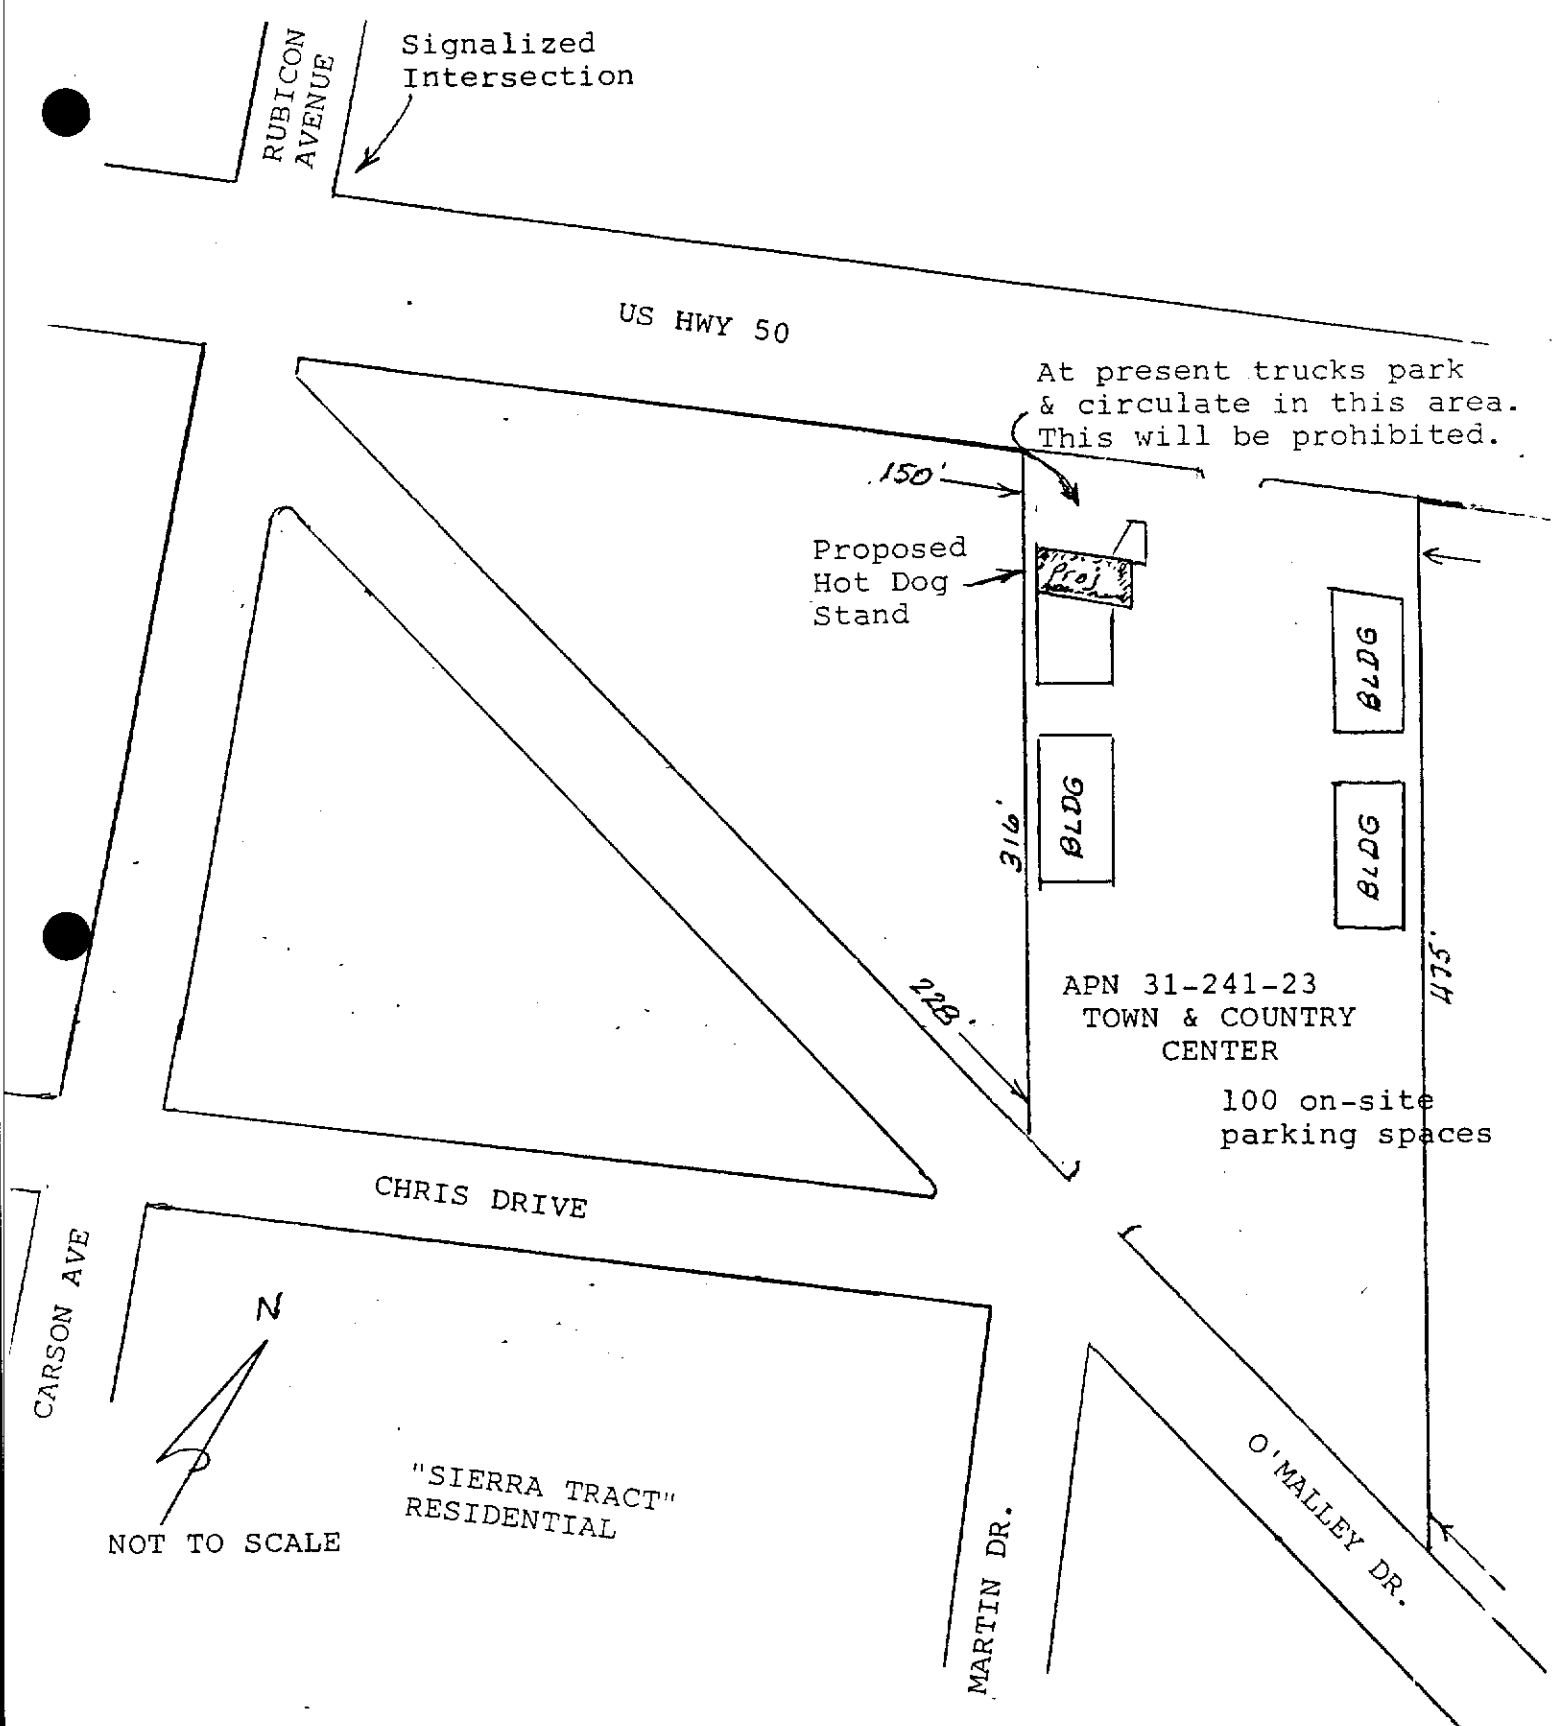 RUBICON
AVENUE
Signalized
Intersection
US HWY 50
At present trucks park
& circulate in this area.
This will be prohibited.
150'
Proposed
Hot Dog
Stand
Proj
BLDG
BLDG
BLDG
316'
475'
228'
APN 31-241-23
TOWN & COUNTRY
CENTER
100 on-site
parking spaces
CHRIS DRIVE
CARSON AVE
N
NOT TO SCALE
"SIERRA TRACT"
RESIDENTIAL
MARTIN DR.
O'MALLEY DR.